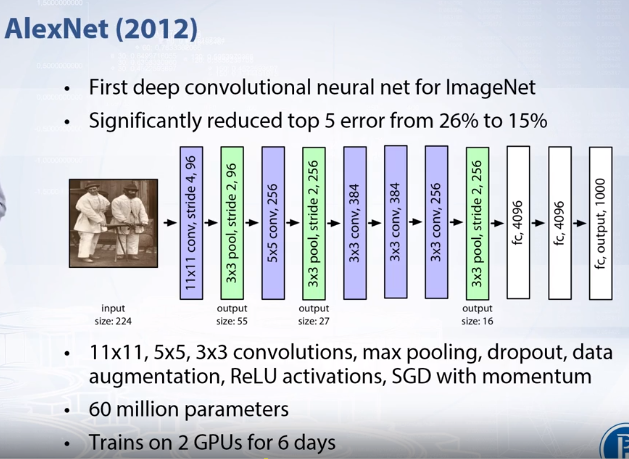 AlexNet (2012)
• First deep convolutional neural net for ImageNet
• Significantly reduced top 5 error from 26% to 15%
11x11 conv, stride 4, 96
3x3 pool, stride 2, 96
5x5 conv, 256
3x3 pool, stride 2, 256
3x3 conv, 384
3x3 conv, 384
3x3 conv, 256
3x3 pool, stride 2, 256
fc, 4096
fc, 4096
fc, output, 1000
input
size: 224
output
size: 55
output
size: 27
output
size: 16
• 11x11, 5x5, 3x3 convolutions, max pooling, dropout, data
augmentation, ReLU activations, SGD with momentum
• 60 million parameters
• Trains on 2 GPUs for 6 days